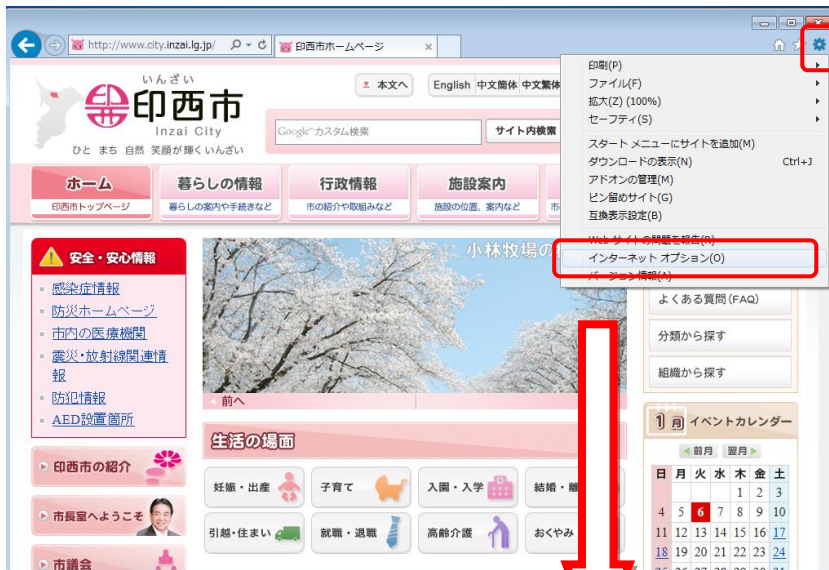 http://www.city.inzai.lg.jp/
印西市ホームページ
印刷(P)
ファイル(F)
拡大(Z) (100%)
セーフティ(S)
スタート メニューにサイトを追加(M)
ダウンロードの表示(N) Ctrl+J
アドオンの管理(M)
ピン留めサイト(G)
互換表示設定(B)
Web サイトの問題を報告(R)
インターネット オプション(O)
バージョン情報(A)
いんざい
印西市
Inzai City
ひと まち 自然 笑顔が輝くいんざい
本文へ
English 中文簡体 中文繁体
Google™ カスタム検索
サイト内検索
ホーム
印西市トップページ
暮らしの情報
暮らしの案内や手続きなど
行政情報
市の紹介や取組みなど
施設案内
施設の位置、案内など
安全・安心情報
感染症情報
防災ホームページ
市内の医療機関
震災・放射線関連情
報
防犯情報
AED設置箇所
印西市の紹介
市長室へようこそ
市議会
小林牧場の
前へ
生活の場面
妊娠・出産
子育て
入園・入学
結婚・離
引越・住まい
就職・退職
高齢介護
おくやみ
よくある質問(FAQ)
分類から探す
組織から探す
1月 イベントカレンダー
前月 翌月
日 月 火 水 木 金 土
1 2 3
4 5 6 7 8 9 10
11 12 13 14 15 16 17
18 19 20 21 22 23 24